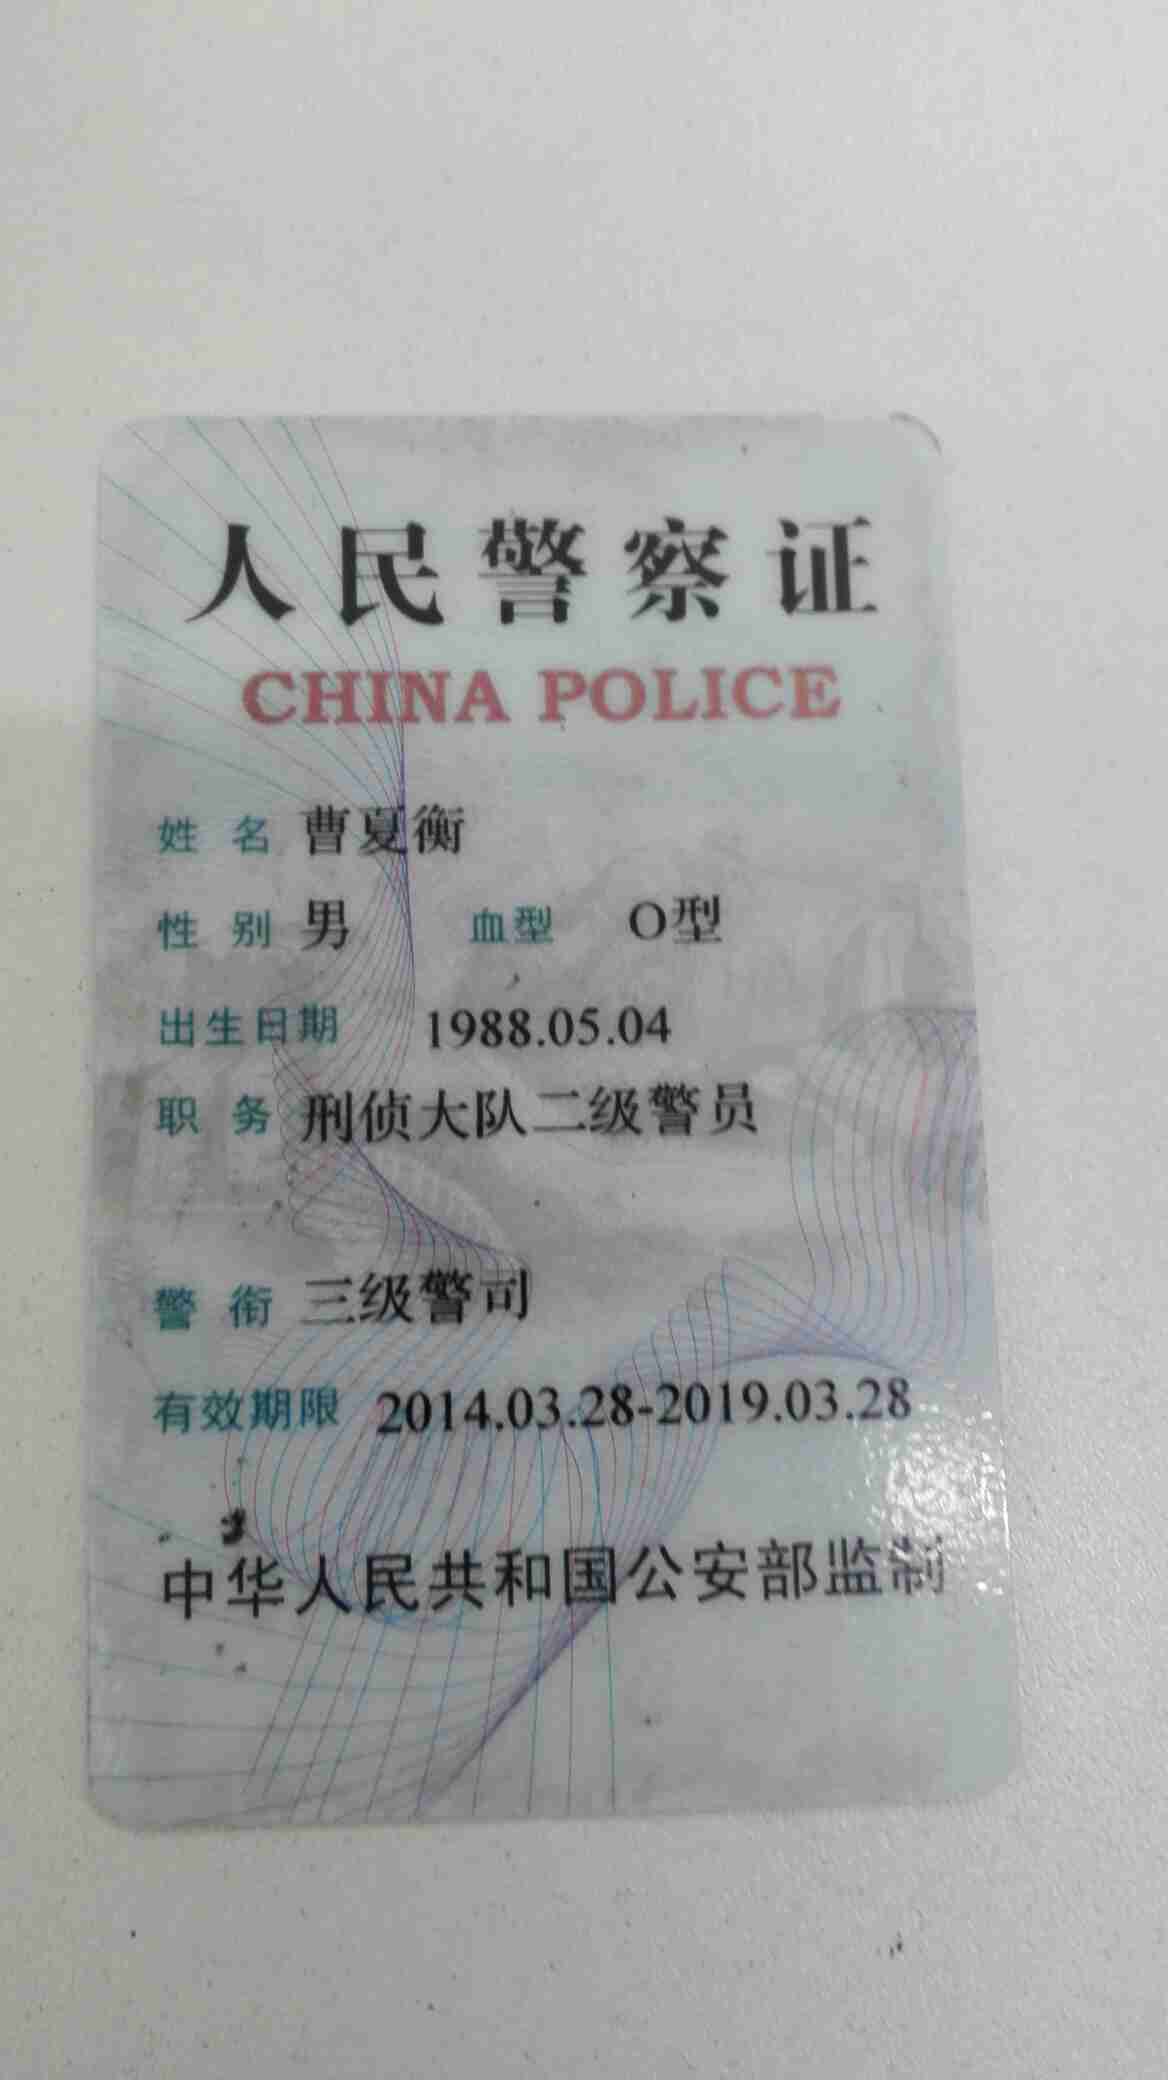 人民警察证
CHINA POLICE
姓名 曹夏衡
性别 男 血型 O型
出生日期 1988.05.04
职务 刑侦大队二级警员
警衔 三级警司
有效期限 2014.03.28-2019.03.28
中华人民共和国公安部监制